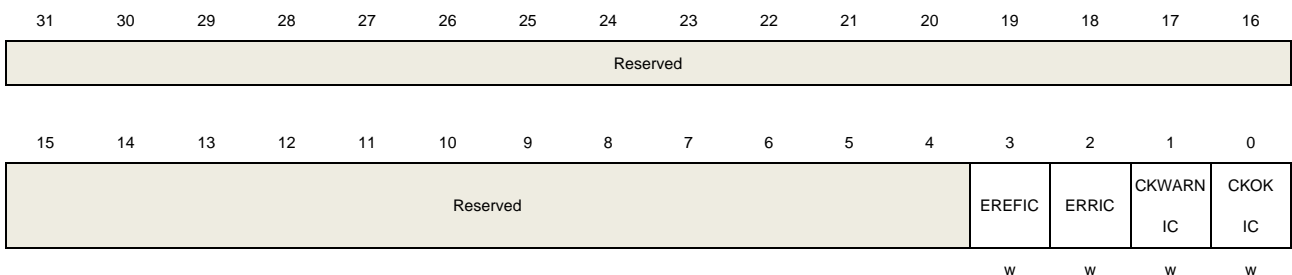 31 30 29 28 27 26 25 24 23 22 21 20 19 18 17 16
Reserved
15 14 13 12 11 10 9 8 7 6 5 4 3 2 1 0
Reserved EREFIC ERRIC CKWARN CKOK
IC IC
w w w w